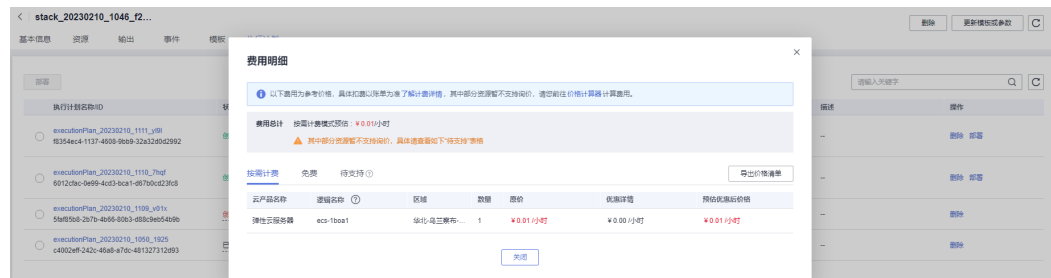 < stack_20230210_1046_f2...
删除 更新模板或参数
基本信息 资源 输出 事件 模板
费用明细
部署
请输入关键字
以下费用为参考价格，具体扣费以账单为准了解计费详情，其中部分资源暂不支持询价，请您前往价格计算器计算费用。
执行计划名称/ID
描述 操作
费用总计 按需计费模式预估：￥0.01/小时
其中部分资源暂不支持询价，具体请查看如下“待支持”表格
executionPlan_20230210_1111_yi9l
f8354ec4-1137-4608-9bb9-32a32d0d2992
-- 删除 部署
按需计费 免费 待支持
导出价格清单
executionPlan_20230210_1110_7hqf
6012cfac-0e99-4cd3-bca1-d67b0cd23fc8
-- 删除 部署
云产品名称 逻辑名称 区域 数量 原价 优惠详情 预估优惠后价格
弹性云服务器 ecs-1boa1 华北-乌兰察布-... 1 ￥0.01 /小时 ￥0.00 /小时 ￥0.01 /小时
executionPlan_20230210_1109_v01x
5faf85b8-2b7b-4b66-80b3-d88c9eb54b9b
-- 删除
executionPlan_20230210_1050_1925
c4002eff-242c-46a8-a7dc-481327312d93
-- 删除
关闭